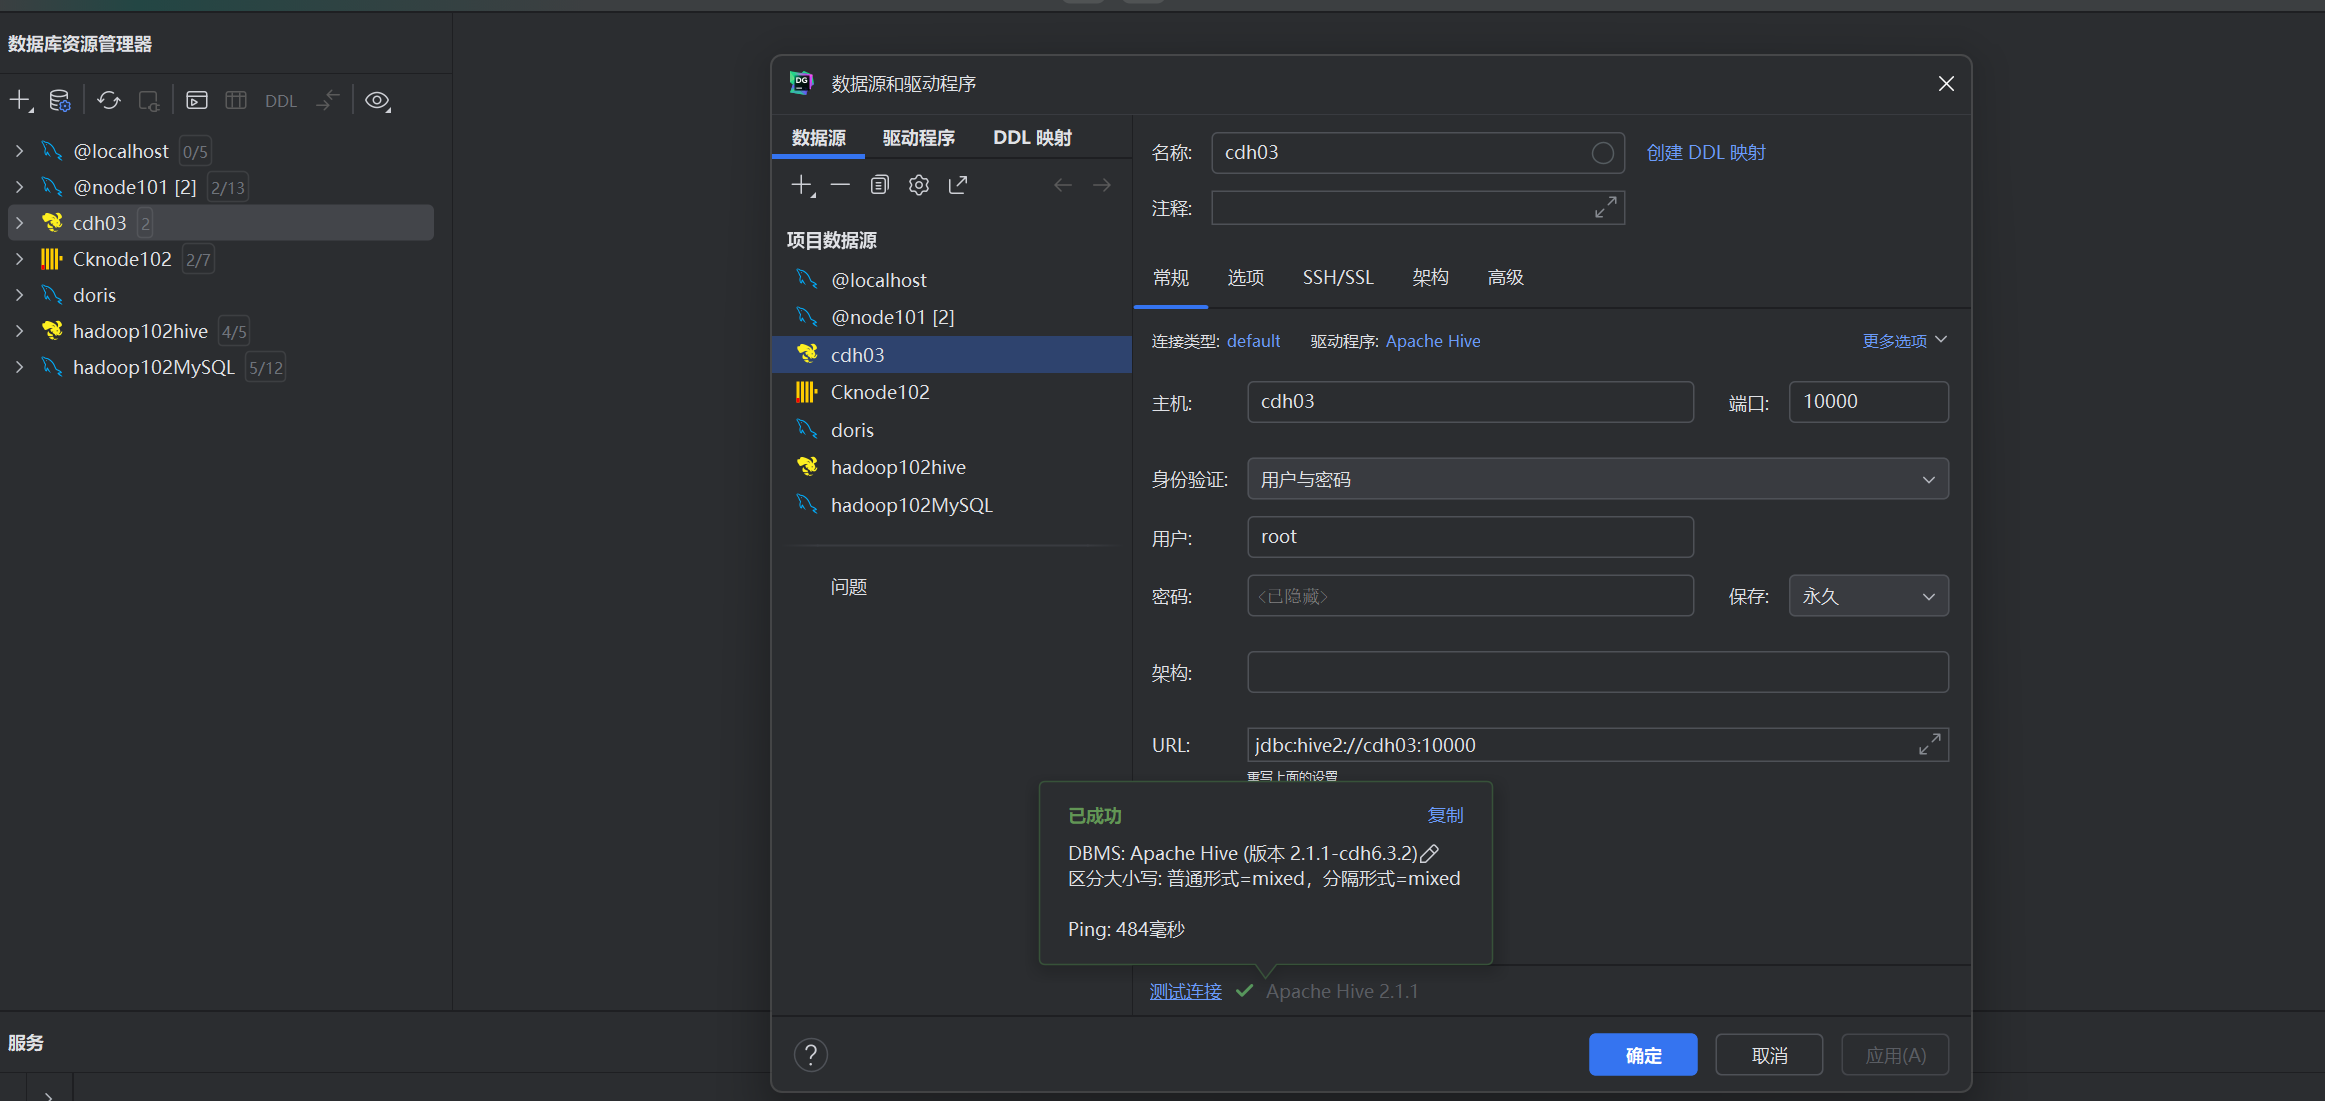 数据库资源管理器
DDL
@localhost 0/5
@node101 [2] 2/13
cdh03 2
Cknode102 2/7
doris
hadoop102hive 4/5
hadoop102MySQL 5/12
服务
DG 数据源和驱动程序
数据源 驱动程序 DDL 映射
项目数据源
@localhost
@node101 [2]
cdh03
Cknode102
doris
hadoop102hive
hadoop102MySQL
问题
名称: cdh03 创建 DDL 映射
注释:
常规 选项 SSH/SSL 架构 高级
连接类型: default 驱动程序: Apache Hive 更多选项
主机: cdh03 端口: 10000
身份验证: 用户与密码
用户: root
密码: <已隐藏> 保存: 永久
架构:
URL: jdbc:hive2://cdh03:10000
重写上面的设置
已成功 复制
DBMS: Apache Hive (版本 2.1.1-cdh6.3.2)
区分大小写: 普通形式=mixed，分隔形式=mixed
Ping: 484毫秒
测试连接 Apache Hive 2.1.1
? 确定 取消 应用(A)